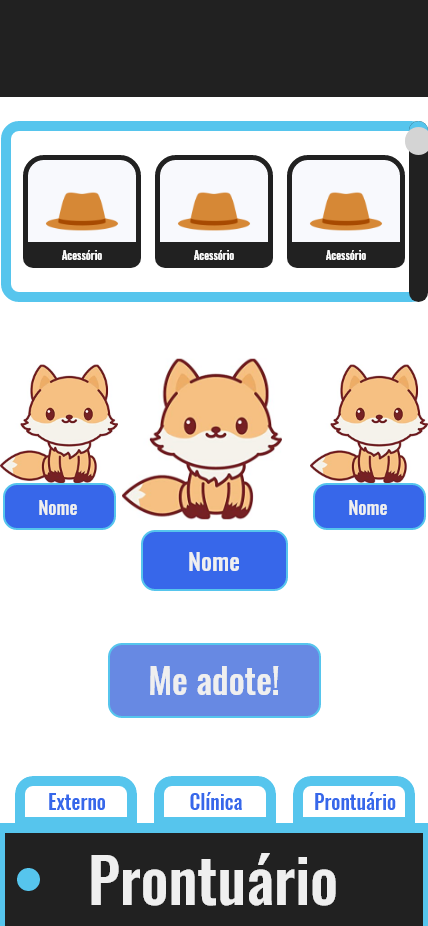 Acessório Acessório Acessório
Nome Nome
Nome
Me adote!
Externo Clínica Prontuário
Prontuário